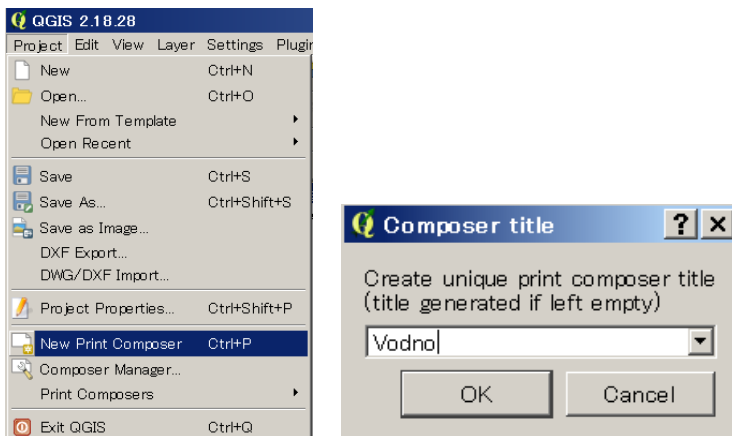 QGIS 2.18.28
Project Edit View Layer Settings Plugin
New Ctrl+N
Open... Ctrl+O
New From Template
Open Recent
Save Ctrl+S
Save As... Ctrl+Shift+S
Save as Image...
DXF Export...
DWG/DXF Import...
Project Properties... Ctrl+Shift+P
New Print Composer Ctrl+P
Composer Manager...
Print Composers
Exit QGIS Ctrl+Q
Composer title
Create unique print composer title
(title generated if left empty)
Vodno
OK Cancel